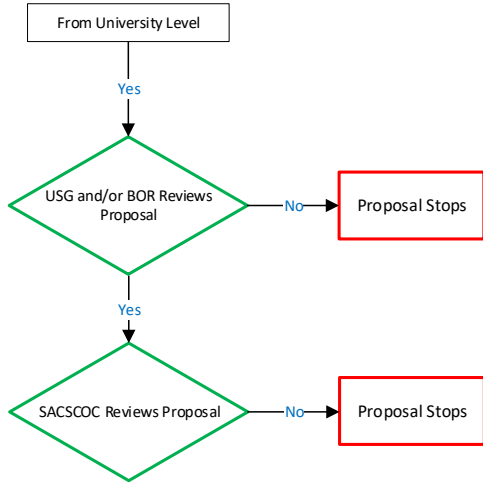 From University Level
Yes
USG and/or BOR Reviews
Proposal
No
Proposal Stops
Yes
SACSCOC Reviews Proposal
No
Proposal Stops